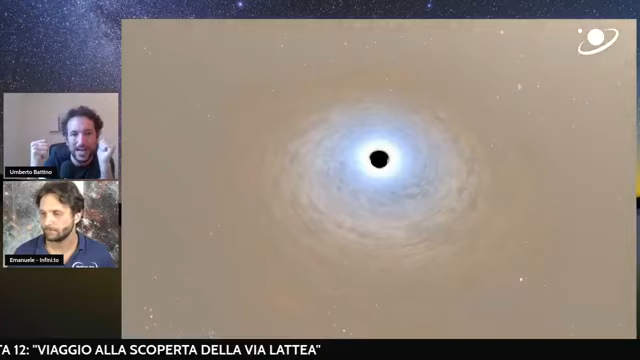 Umberto Battino
Emanuele - Infini.to
TA 12: "VIAGGIO ALLA SCOPERTA DELLA VIA LATTEA"